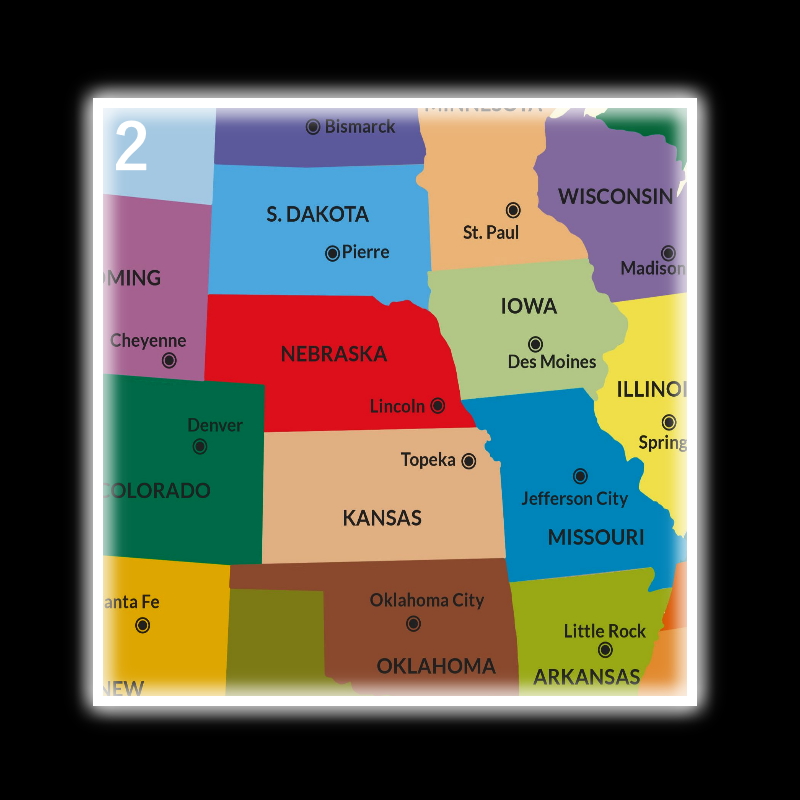 MINNESOTA
2
Bismarck
WISCONSIN
S. DAKOTA
St. Paul
Pierre
Madison
OMING
IOWA
Cheyenne
NEBRASKA
Des Moines
ILLINOI
Lincoln
Denver
Spring
Topeka
COLORADO
Jefferson City
KANSAS
MISSOURI
anta Fe
Oklahoma City
Little Rock
OKLAHOMA
ARKANSAS
NEW